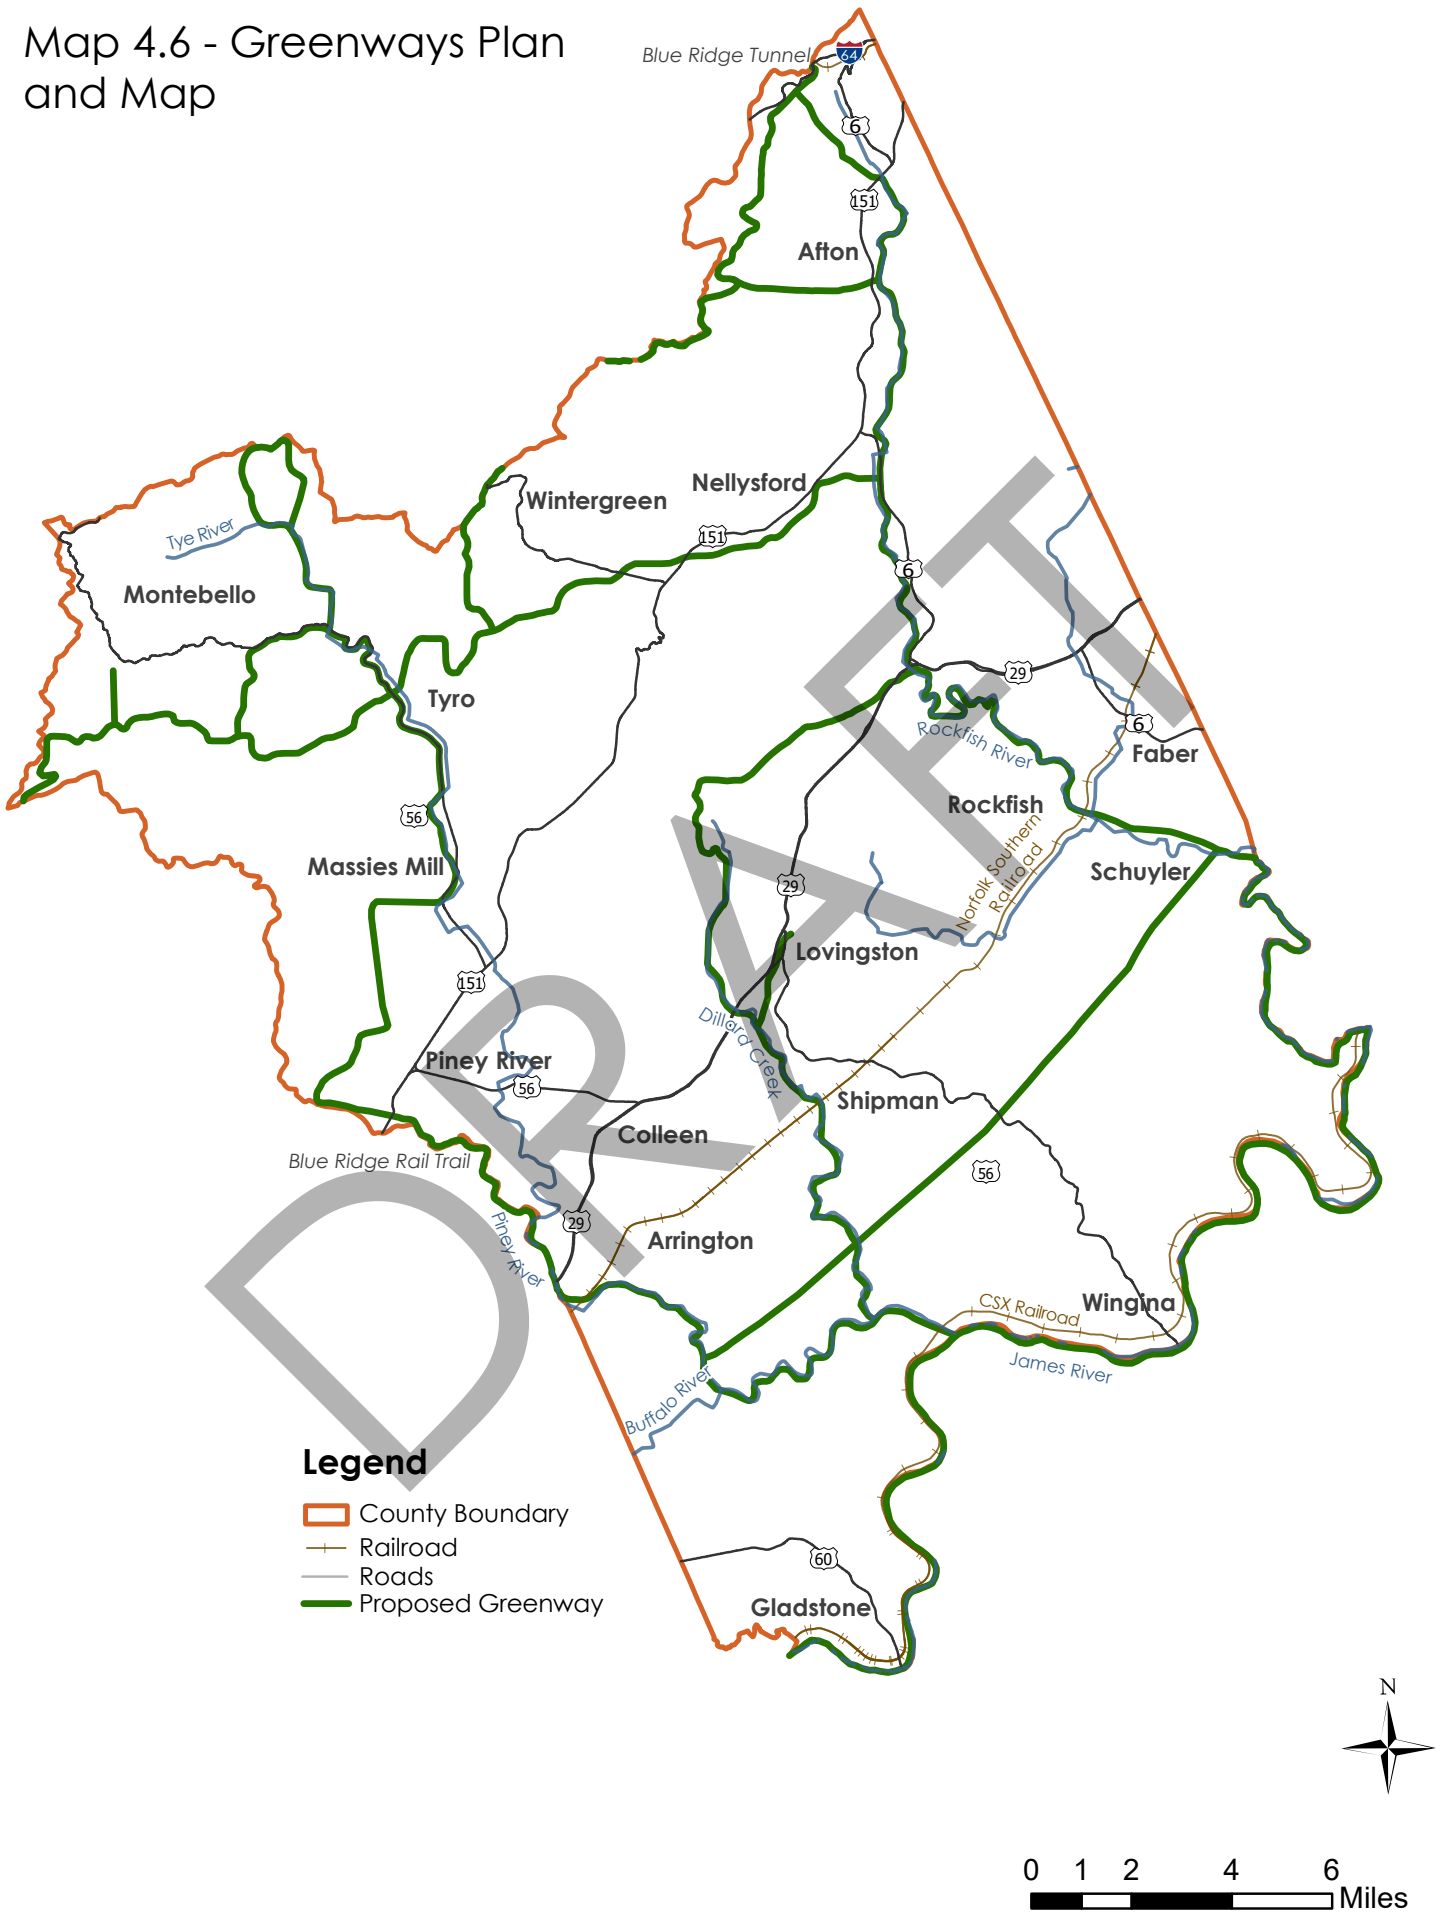 Map 4.6 - Greenways Plan
and Map
Blue Ridge Tunnel
64
6
151
Afton
Nellysford
Wintergreen
151
Tye River
Montebello
6
29
Tyro
Rockfish River
6
Faber
Rockfish
56
Massies Mill
Norfolk Southern
Railroad
Schuyler
29
Lovingston
151
Dillard Creek
Piney River
56
Shipman
Colleen
Blue Ridge Rail Trail
56
Piney River
29
Arrington
CSX Railroad
Wingina
James River
Buffalo River
DRAFT
Legend
County Boundary
Railroad
Roads
Proposed Greenway
60
Gladstone
N
0 1 2 4 6
Miles